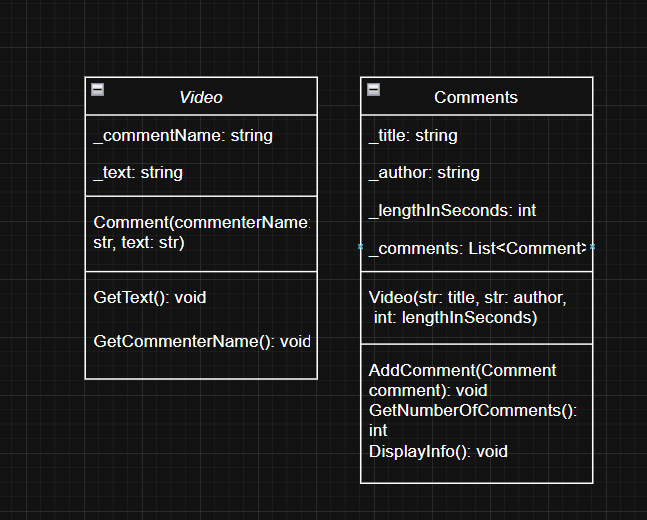 Video
_commentName: string
_text: string
Comment(commenterName:
str, text: str)
GetText(): void
GetCommenterName(): void
Comments
_title: string
_author: string
_lengthInSeconds: int
_comments: List<Comment>
Video(str: title, str: author,
int: lengthInSeconds)
AddComment(Comment
comment): void
GetNumberOfComments():
int
DisplayInfo(): void